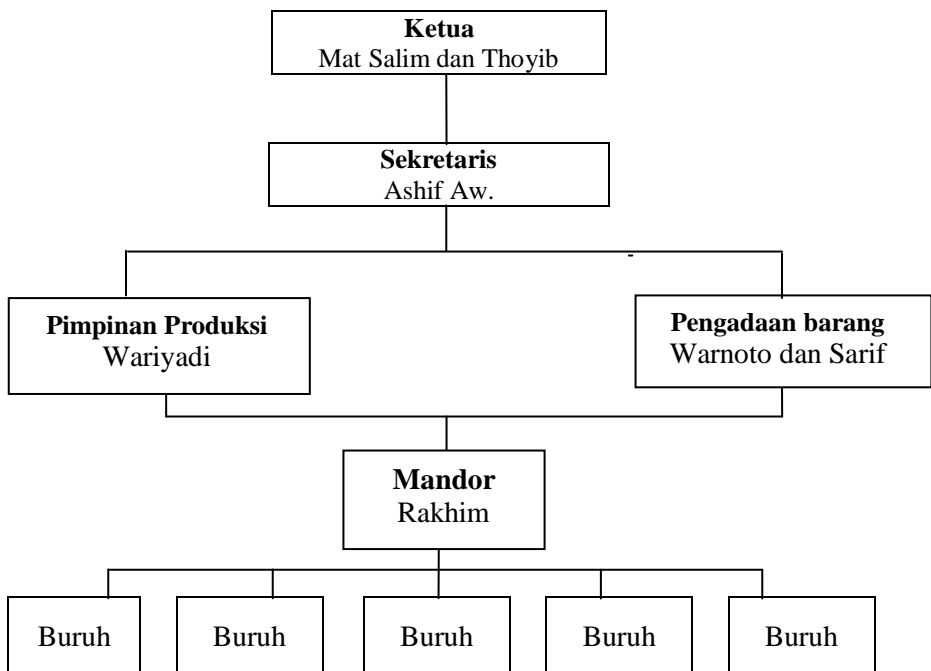 Ketua
Mat Salim dan Thoyib
Sekretaris
Ashif Aw.
Pimpinan Produksi
Wariyadi
Pengadaan barang
Warnoto dan Sarif
Mandor
Rakhim
Buruh
Buruh
Buruh
Buruh
Buruh